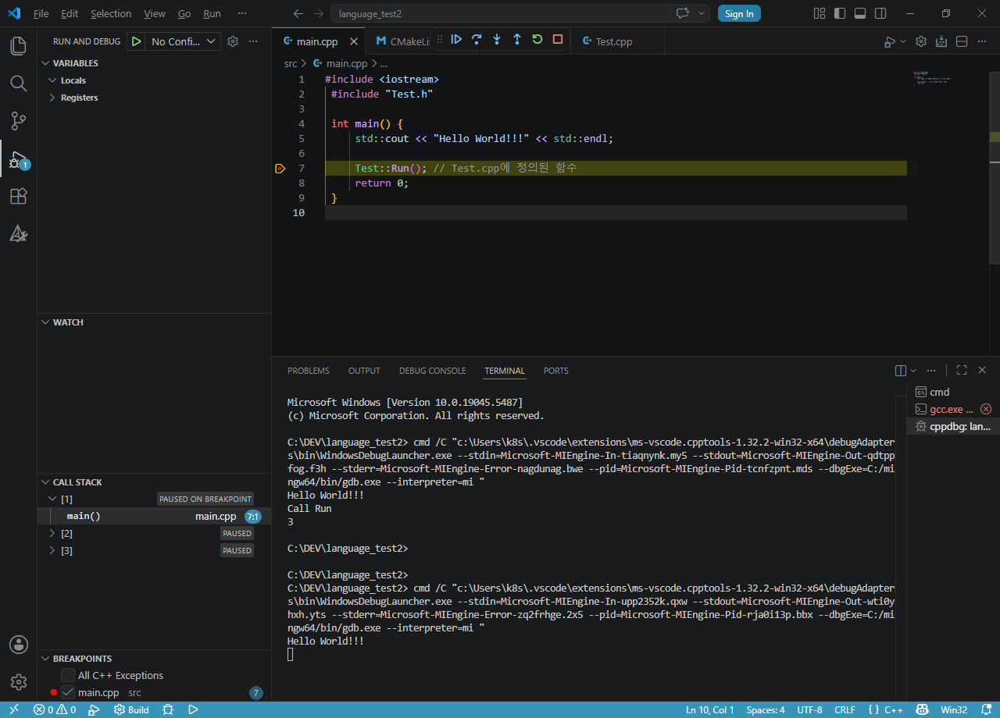 File Edit Selection View Go Run ··· language_test2 Sign In
RUN AND DEBUG No Confi... ···
VARIABLES
Locals
Registers
WATCH
CALL STACK
[1] PAUSED ON BREAKPOINT
main() main.cpp 7:1
[2] PAUSED
[3] PAUSED
BREAKPOINTS
All C++ Exceptions
main.cpp src 7
1
main.cpp CMakeLi Test.cpp
src > main.cpp > ...
1 #include <iostream>
2 #include "Test.h"
3
4 int main() {
5 std::cout << "Hello World!!!" << std::endl;
6
7 Test::Run(); // Test.cpp에 정의된 함수
8 return 0;
9 }
10
PROBLEMS OUTPUT DEBUG CONSOLE TERMINAL PORTS
Microsoft Windows [Version 10.0.19045.5487]
(c) Microsoft Corporation. All rights reserved.
C:\DEV\language_test2> cmd /C "c:\Users\k8s\.vscode\extensions\ms-vscode.cpptools-1.32.2-win32-x64\debugAdapter
s\bin\WindowsDebugLauncher.exe --stdin=Microsoft-MIEngine-In-tiaqnynk.my5 --stdout=Microsoft-MIEngine-Out-qdtpp
fog.f3h --stderr=Microsoft-MIEngine-Error-nagdunag.bwe --pid=Microsoft-MIEngine-Pid-tcnfzpnt.mds --dbgExe=C:/mi
ngw64/bin/gdb.exe --interpreter=mi "
Hello World!!!
Call Run
3
C:\DEV\language_test2>
C:\DEV\language_test2>
C:\DEV\language_test2> cmd /C "c:\Users\k8s\.vscode\extensions\ms-vscode.cpptools-1.32.2-win32-x64\debugAdapter
s\bin\WindowsDebugLauncher.exe --stdin=Microsoft-MIEngine-In-upp2352k.qxw --stdout=Microsoft-MIEngine-Out-wti0y
hxh.yts --stderr=Microsoft-MIEngine-Error-zq2frhge.2x5 --pid=Microsoft-MIEngine-Pid-rja0i13p.bbx --dbgExe=C:/mi
ngw64/bin/gdb.exe --interpreter=mi "
Hello World!!!
cmd
gcc.exe ...
cppdbg: lan...
0 0 Build Ln 10, Col 1 Spaces: 4 UTF-8 CRLF {} C++ Win32